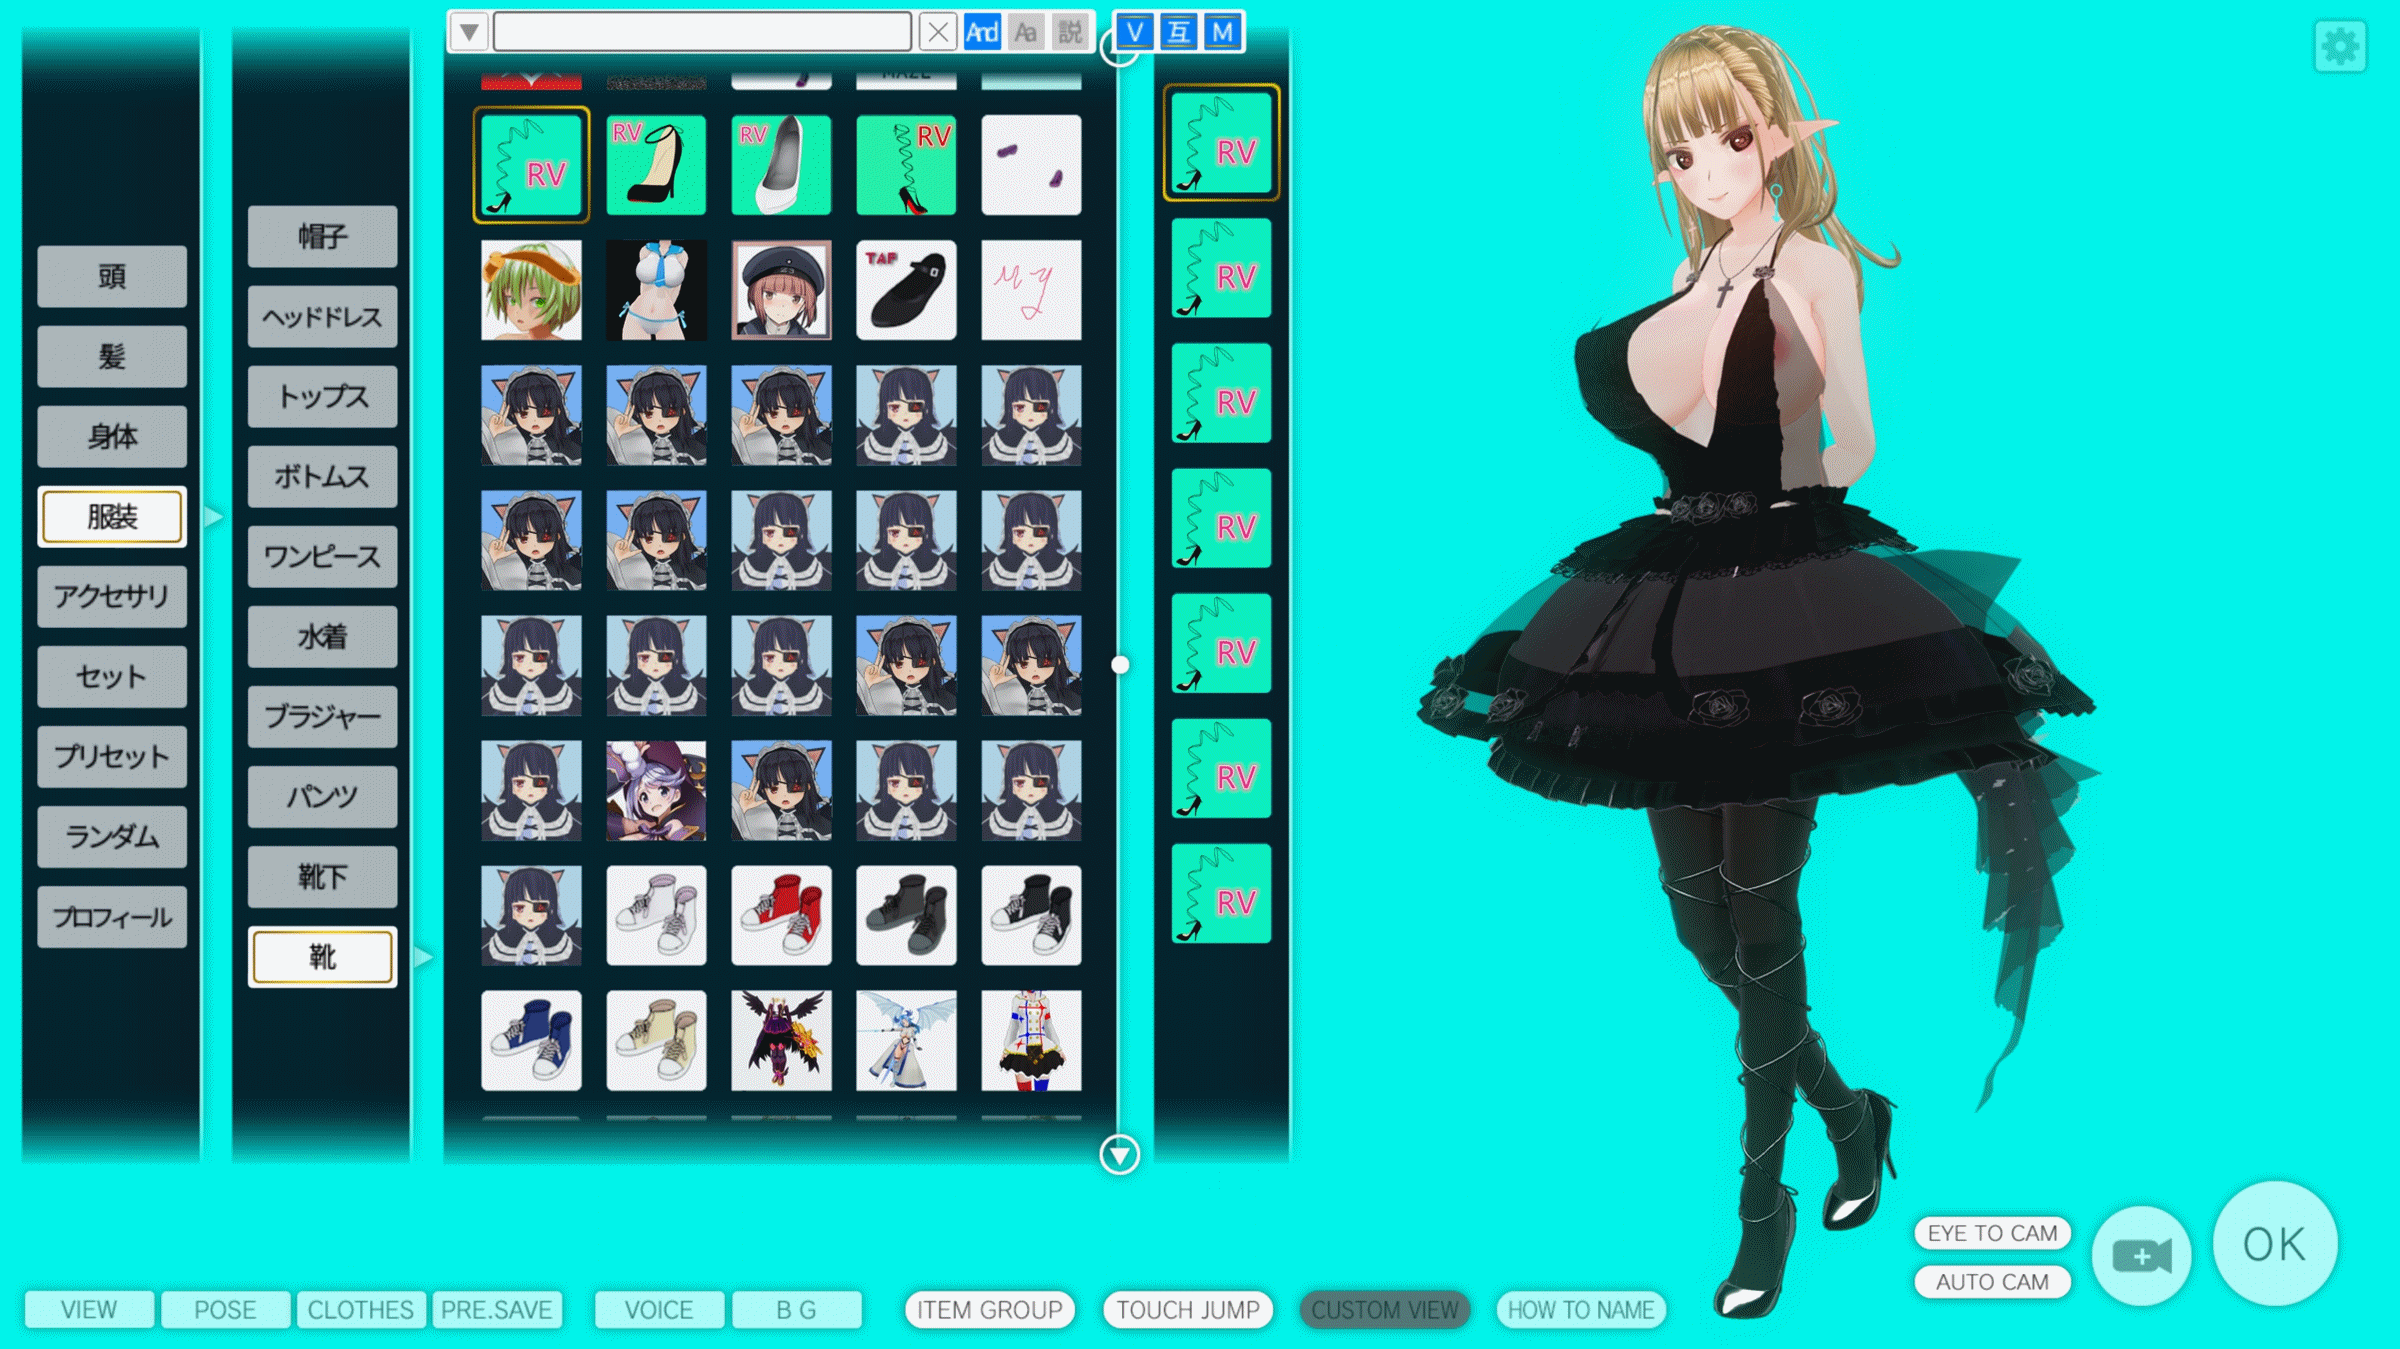 ▼
And
Aa
説
V
互
M
RV
RV
RV
RV
TAP
my
RV
RV
RV
RV
RV
RV
RV
頭
髪
身体
服装
アクセサリ
セット
プリセット
ランダム
プロフィール
帽子
ヘッドドレス
トップス
ボトムス
ワンピース
水着
ブラジャー
パンツ
靴下
靴
EYE TO CAM
AUTO CAM
OK
VIEW
POSE
CLOTHES
PRE.SAVE
VOICE
B G
ITEM GROUP
TOUCH JUMP
CUSTOM VIEW
HOW TO NAME